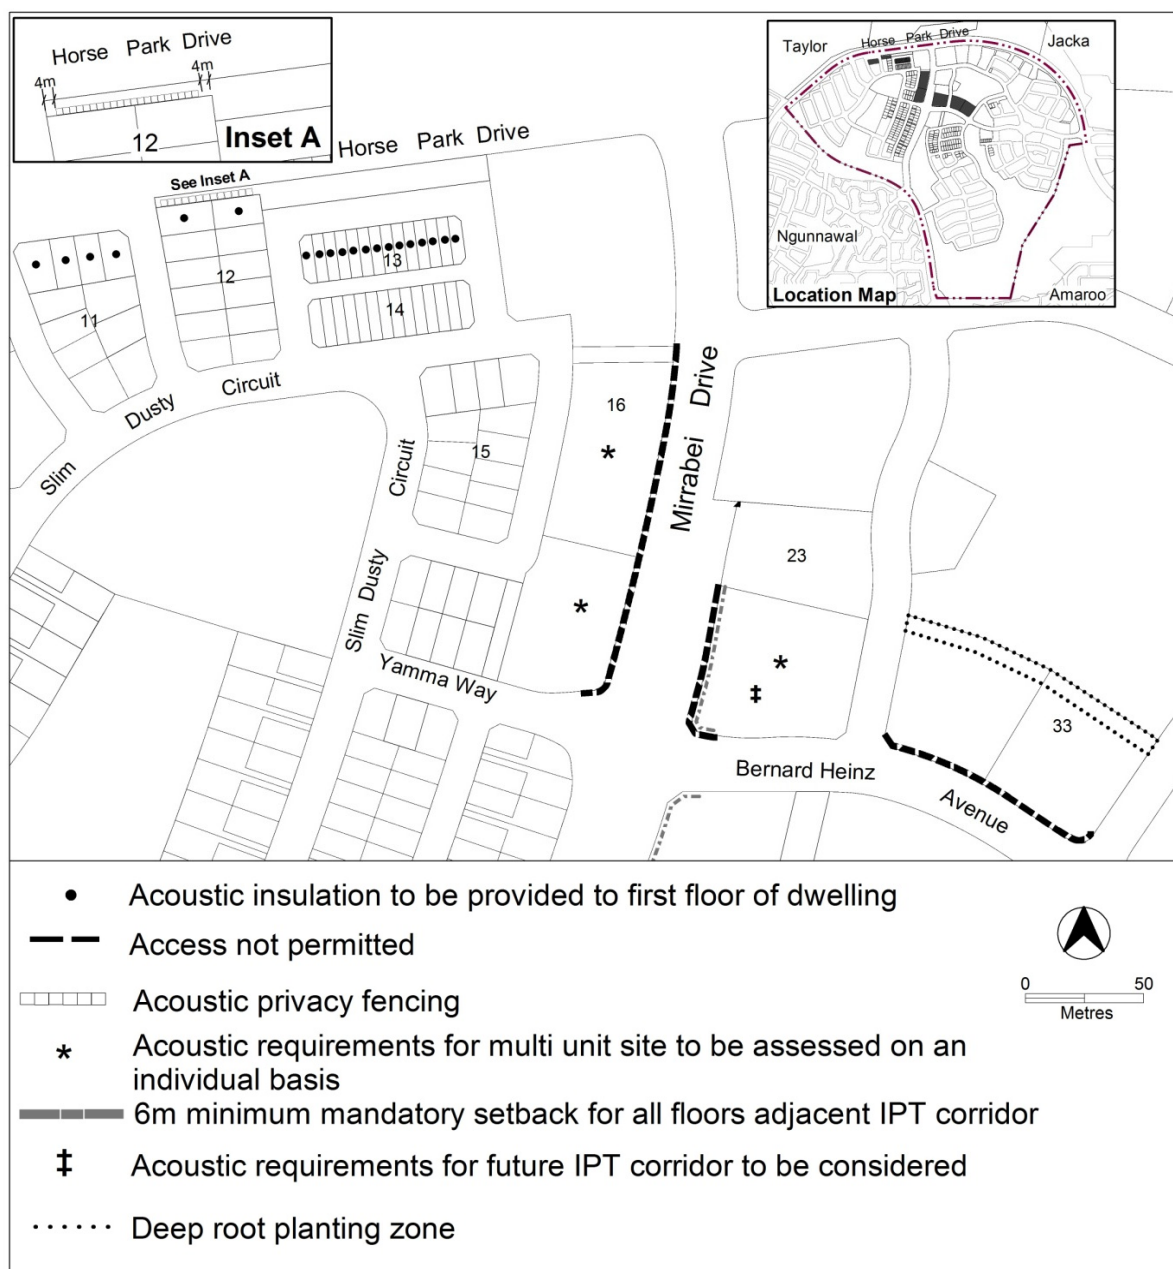 Horse Park Drive
4m
4m
12
Inset A
Taylor
Horse Park Drive
Jacka
Ngunnawal
Location Map
Amaroo
Horse Park Drive
See Inset A
11
12
13
14
15
16
23
33
Slim Dusty Circuit
Slim Dusty Circuit
Mirrabei Drive
Yamma Way
Bernard Heinz Avenue
• Acoustic insulation to be provided to first floor of dwelling
Access not permitted
Acoustic privacy fencing
* Acoustic requirements for multi unit site to be assessed on an
individual basis
6m minimum mandatory setback for all floors adjacent IPT corridor
‡ Acoustic requirements for future IPT corridor to be considered
Deep root planting zone
0 50
Metres